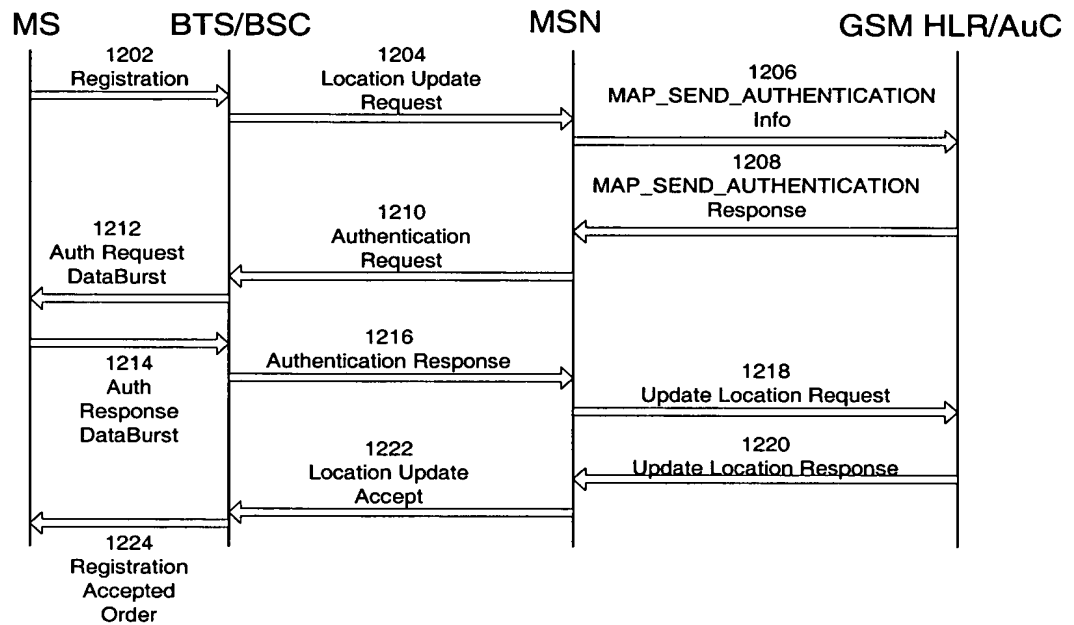 MS
BTS/BSC
MSN
GSM HLR/AuC
1202
Registration
1204
Location Update
Request
1206
MAP_SEND_AUTHENTICATION
Info
1208
MAP_SEND_AUTHENTICATION
Response
1210
Authentication
Request
1212
Auth Request
DataBurst
1214
Auth
Response
DataBurst
1216
Authentication Response
1218
Update Location Request
1220
Update Location Response
1222
Location Update
Accept
1224
Registration
Accepted
Order